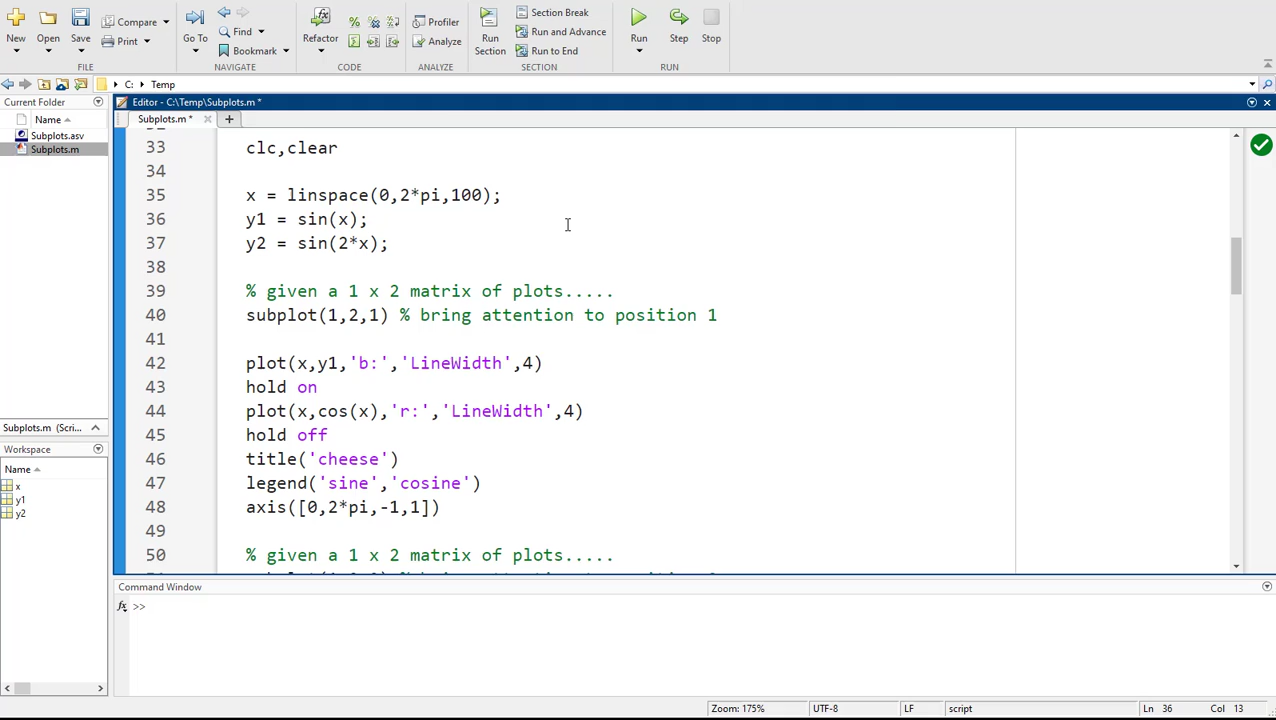 New
Open
Save
Compare
Print
FILE
Go To
Find
Bookmark
NAVIGATE
Refactor
CODE
Profiler
Analyze
ANALYZE
Run
Section
Section Break
Run and Advance
Run to End
SECTION
Run
Step
Stop
RUN
C:
Temp
Current Folder
Name
Subplots.asv
Subplots.m
Subplots.m (Scri...
Workspace
Name
x
y1
y2
Editor - C:\Temp\Subplots.m *
Subplots.m *
33 clc,clear
34
35 x = linspace(0,2*pi,100);
36 y1 = sin(x);
37 y2 = sin(2*x);
38
39 % given a 1 x 2 matrix of plots.....
40 subplot(1,2,1) % bring attention to position 1
41
42 plot(x,y1,'b:','LineWidth',4)
43 hold on
44 plot(x,cos(x),'r:','LineWidth',4)
45 hold off
46 title('cheese')
47 legend('sine','cosine')
48 axis([0,2*pi,-1,1])
49
50 % given a 1 x 2 matrix of plots.....
Command Window
fx >>
Zoom: 175%
UTF-8
LF
script
Ln 36
Col 13